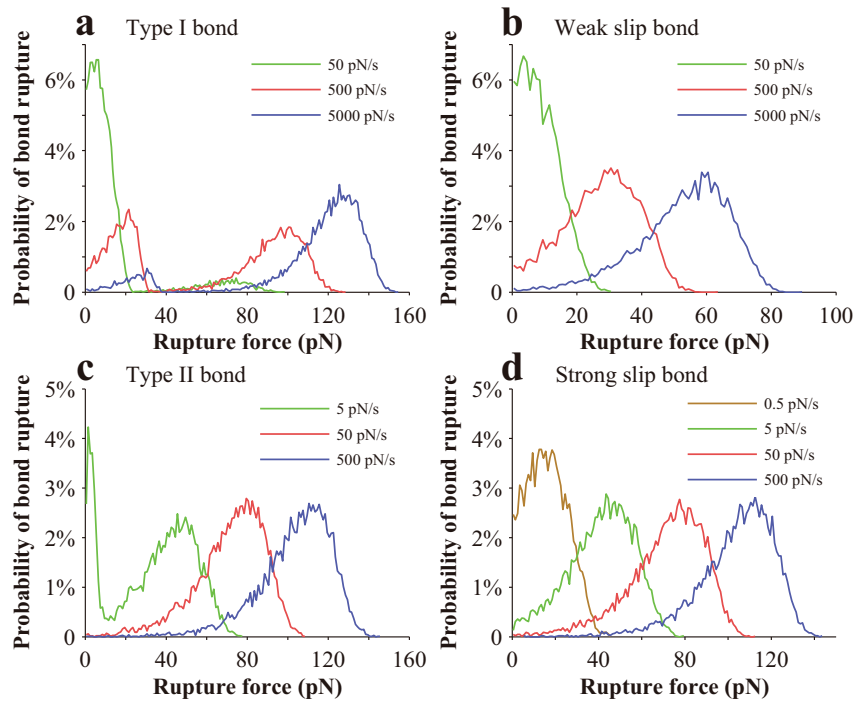 a Type I bond
Probability of bond rupture
6%
4%
2%
0
50 pN/s
500 pN/s
5000 pN/s
0 40 80 120 160
Rupture force (pN)
b Weak slip bond
Probability of bond rupture
6%
4%
2%
0
50 pN/s
500 pN/s
5000 pN/s
0 20 40 60 80 100
Rupture force (pN)
c Type II bond
Probability of bond rupture
5%
4%
3%
2%
1%
0
5 pN/s
50 pN/s
500 pN/s
0 40 80 120 160
Rupture force (pN)
d Strong slip bond
Probability of bond rupture
5%
4%
3%
2%
1%
0
0.5 pN/s
5 pN/s
50 pN/s
500 pN/s
0 40 80 120
Rupture force (pN)